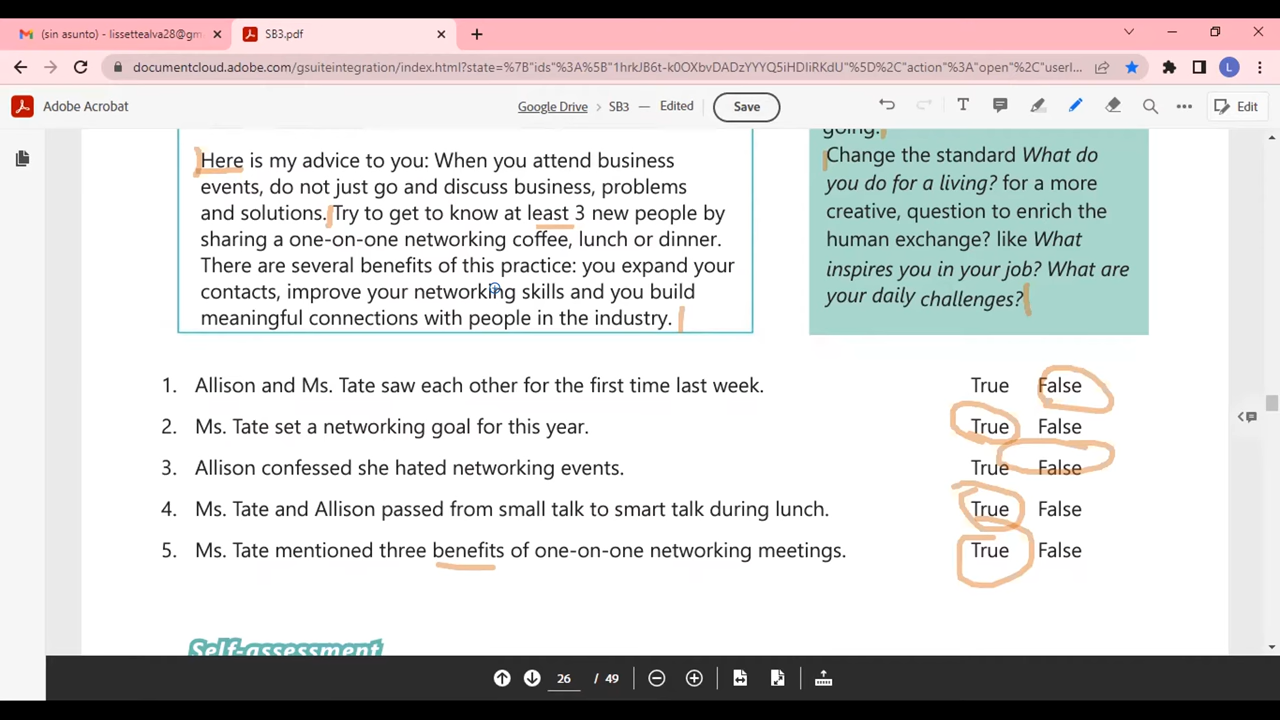 (sin asunto) - lissettealva28@gm
SB3.pdf
documentcloud.adobe.com/gsuiteintegration/index.html?state=%7B"ids"%3A%5B"1hrkJB6t-k0OXbvDADzYYYQ5iHDIiRKdU"%5D%2C"action"%3A"open"%2C"userI...
L
Adobe Acrobat
Google Drive > SB3 — Edited
Save
Edit
going.
Here is my advice to you: When you attend business
events, do not just go and discuss business, problems
and solutions. Try to get to know at least 3 new people by
sharing a one-on-one networking coffee, lunch or dinner.
There are several benefits of this practice: you expand your
contacts, improve your networking skills and you build
meaningful connections with people in the industry.
Change the standard What do
you do for a living? for a more
creative, question to enrich the
human exchange? like What
inspires you in your job? What are
your daily challenges?
1. Allison and Ms. Tate saw each other for the first time last week. True False
2. Ms. Tate set a networking goal for this year. True False
3. Allison confessed she hated networking events. True False
4. Ms. Tate and Allison passed from small talk to smart talk during lunch. True False
5. Ms. Tate mentioned three benefits of one-on-one networking meetings. True False
Self-assessment
26 / 49